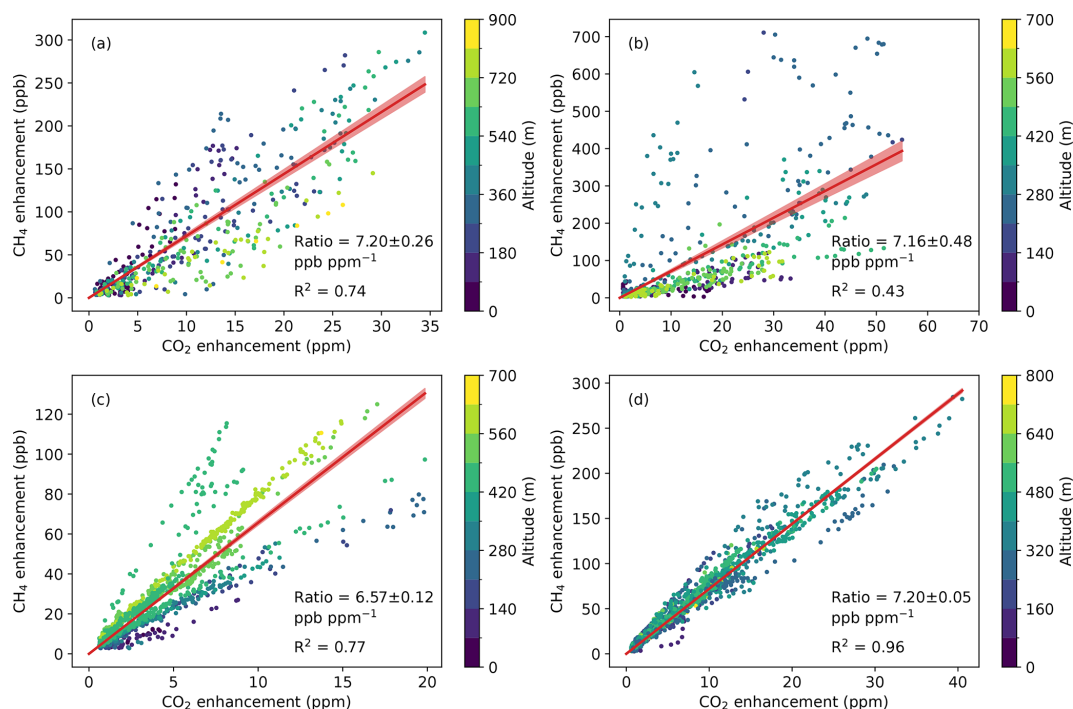 (a)
CH₄ enhancement (ppb)
300
250
200
150
100
50
0
0 5 10 15 20 25 30 35
CO₂ enhancement (ppm)
Ratio = 7.20±0.26
ppb ppm⁻¹
R² = 0.74
900
720
540
360
180
0
Altitude (m)
(b)
CH₄ enhancement (ppb)
700
600
500
400
300
200
100
0
0 10 20 30 40 50 60 70
CO₂ enhancement (ppm)
Ratio = 7.16±0.48
ppb ppm⁻¹
R² = 0.43
700
560
420
280
140
0
Altitude (m)
(c)
CH₄ enhancement (ppb)
120
100
80
60
40
20
0
0 5 10 15 20
CO₂ enhancement (ppm)
Ratio = 6.57±0.12
ppb ppm⁻¹
R² = 0.77
700
560
420
280
140
0
Altitude (m)
(d)
CH₄ enhancement (ppb)
300
250
200
150
100
50
0
0 10 20 30 40
CO₂ enhancement (ppm)
Ratio = 7.20±0.05
ppb ppm⁻¹
R² = 0.96
800
640
480
320
160
0
Altitude (m)